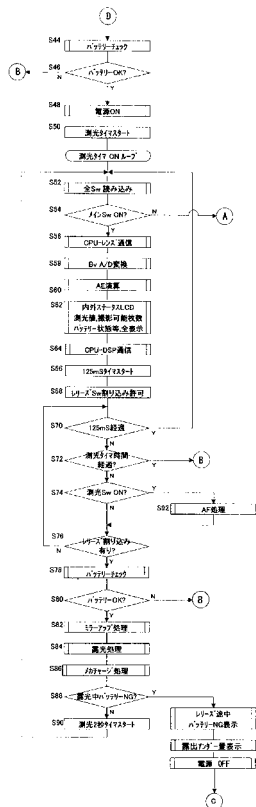 D
S44
バッテリーチェック
S46
バッテリーOK?
B
N
Y
S48
電源ON
S50
測光タイマスタート
測光タイマ ON ループ
S52
全Sw 読み込み
S54
メインSw ON?
N
A
Y
S56
CPU-レンズ通信
S59
Bv A/D変換
AE演算
S60
S62
内外ステータスLCD
測光値,撮影可能枚数
バッテリー状態等,全表示
S64
CPU-DSP通信
S66
125mSタイマスタート
S68
レリーズSw割り込み許可
S70
125mS経過
Y
N
S72
測光タイマ時間
経過?
Y
B
N
S74
測光Sw ON?
Y
N
S92
AF処理
S76
レリーズ割り込み
有り?
N
Y
S78
バッテリーチェック
S80
バッテリーOK?
N
B
Y
S82
ミラーアップ処理
S84
露光処理
S86
メカチャージ処理
S88
露光中バッテリーNG?
Y
N
S90
測光2秒タイマスタート
レリーズ途中
バッテリーNG表示
露出アンダー警表示
電源 OFF
C